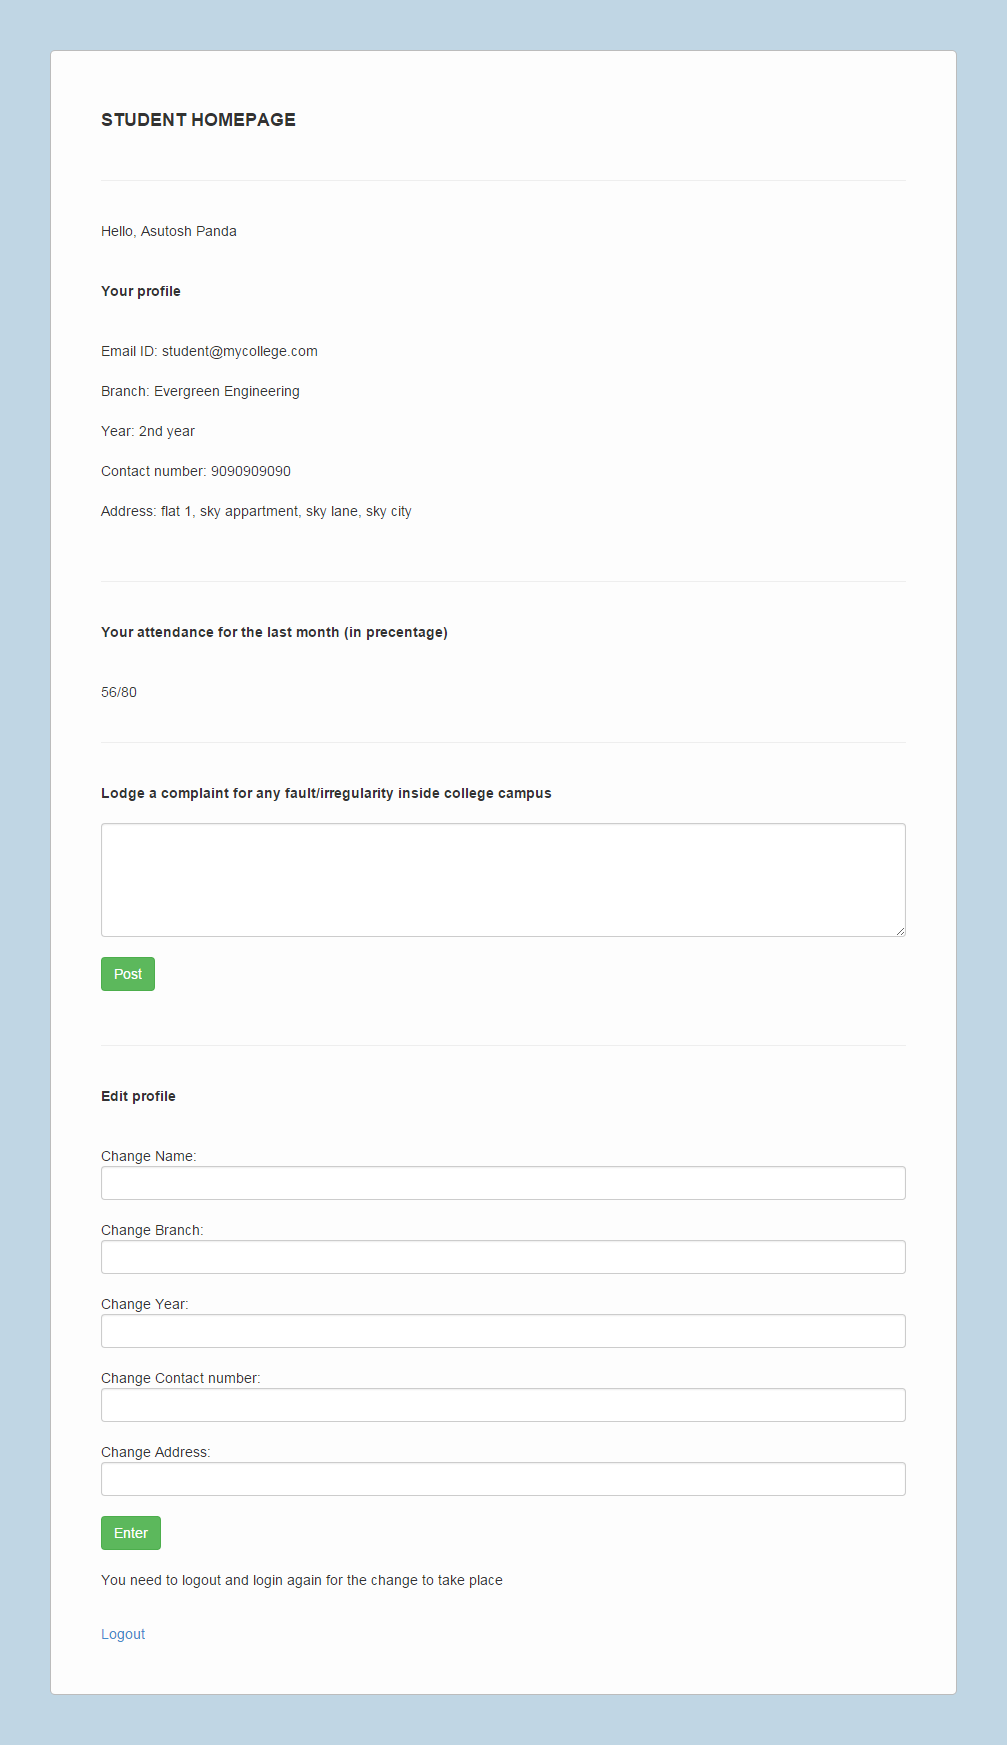 STUDENT HOMEPAGE
Hello, Asutosh Panda
Your profile
Email ID: student@mycollege.com
Branch: Evergreen Engineering
Year: 2nd year
Contact number: 9090909090
Address: flat 1, sky appartment, sky lane, sky city
Your attendance for the last month (in precentage)
56/80
Lodge a complaint for any fault/irregularity inside college campus
Post
Edit profile
Change Name:
Change Branch:
Change Year:
Change Contact number:
Change Address:
Enter
You need to logout and login again for the change to take place
Logout